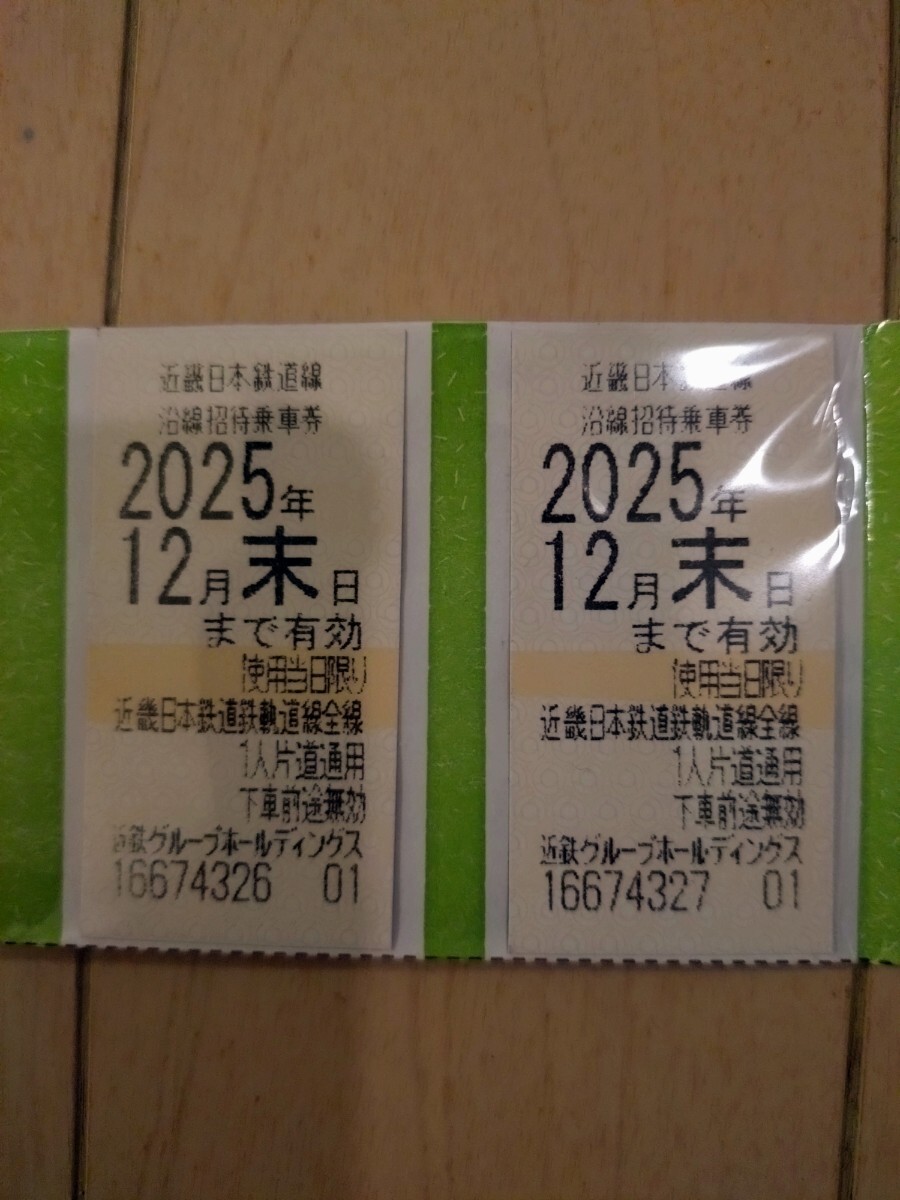 近畿日本鉄道線
沿線招待乗車券
2025年
12月末日
まで有効
使用当日限り
近畿日本鉄道鉄軌道線全線
1人片道通用
下車前途無効
近鉄グループホールディングス
16674326 01
近畿日本鉄道線
沿線招待乗車券
2025年
12月末日
まで有効
使用当日限り
近畿日本鉄道鉄軌道線全線
1人片道通用
下車前途無効
近鉄グループホールディングス
16674327 01